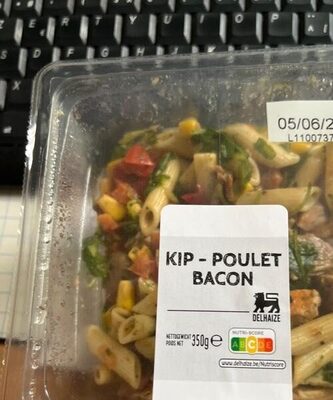 05/06/2
L1100737
KIP - POULET
BACON
DELHAIZE
NETTOGEWICHT
POIDS NET
350g e
NUTRI-SCORE
A B C D E
www.delhaize.be/Nutriscore